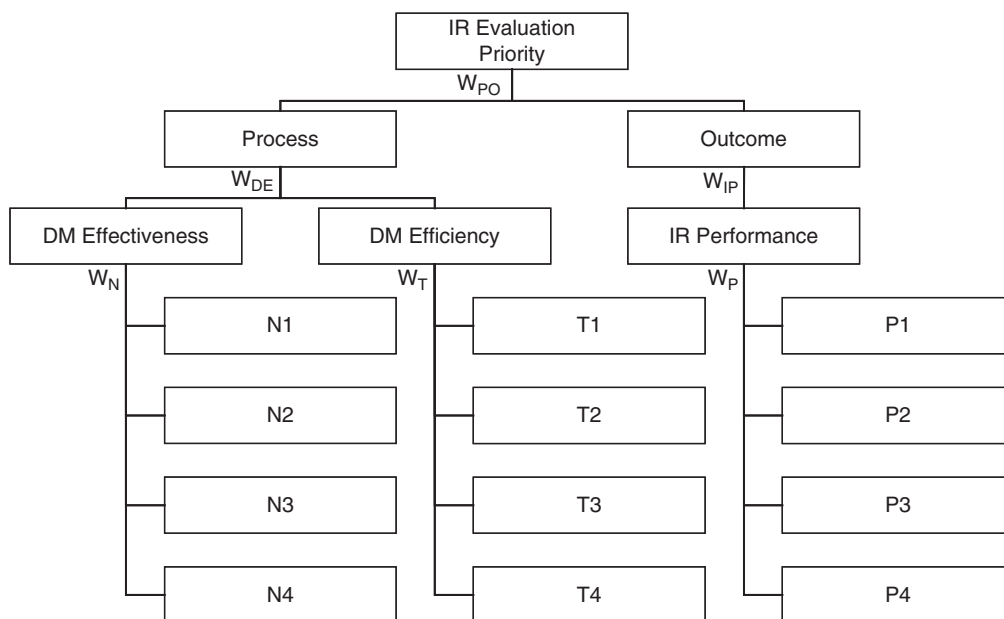 IR Evaluation
Priority
W_PO
Process
Outcome
W_DE
W_IP
DM Effectiveness
DM Efficiency
IR Performance
W_N
W_T
W_P
N1
T1
P1
N2
T2
P2
N3
T3
P3
N4
T4
P4